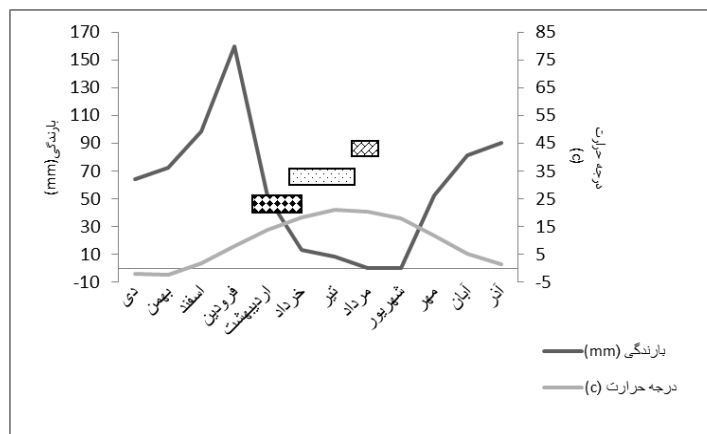 170
150
130
110
90
70
50
30
10
-10
بارندگی(mm)
85
75
65
55
45
35
25
15
5
-5
درجه حرارت
(c)
دی
بهمن
اسفند
فرودین
اردیبهشت
خرداد
تیر
مرداد
شهریور
مهر
آبان
آذر
بارندگی (mm)
درجه حرارت (c)